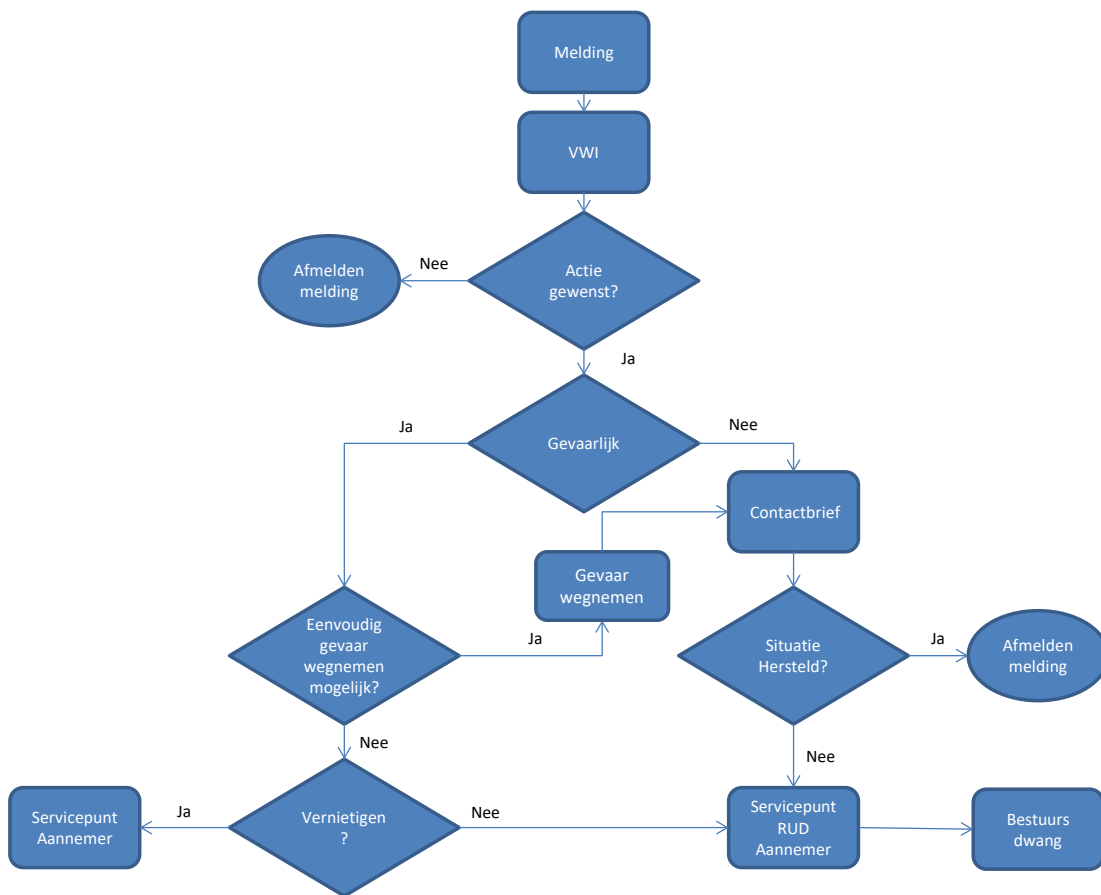 Melding
VWI
Afmelden
melding
Nee
Actie
gewenst?
Ja
Ja
Gevaarlijk
Nee
Contactbrief
Gevaar
wegnemen
Eenvoudig
gevaar
wegnemen
mogelijk?
Ja
Situatie
Hersteld?
Ja
Afmelden
melding
Nee
Nee
Servicepunt
Aannemer
Ja
Vernietigen
?
Nee
Servicepunt
RUD
Aannemer
Bestuurs
dwang